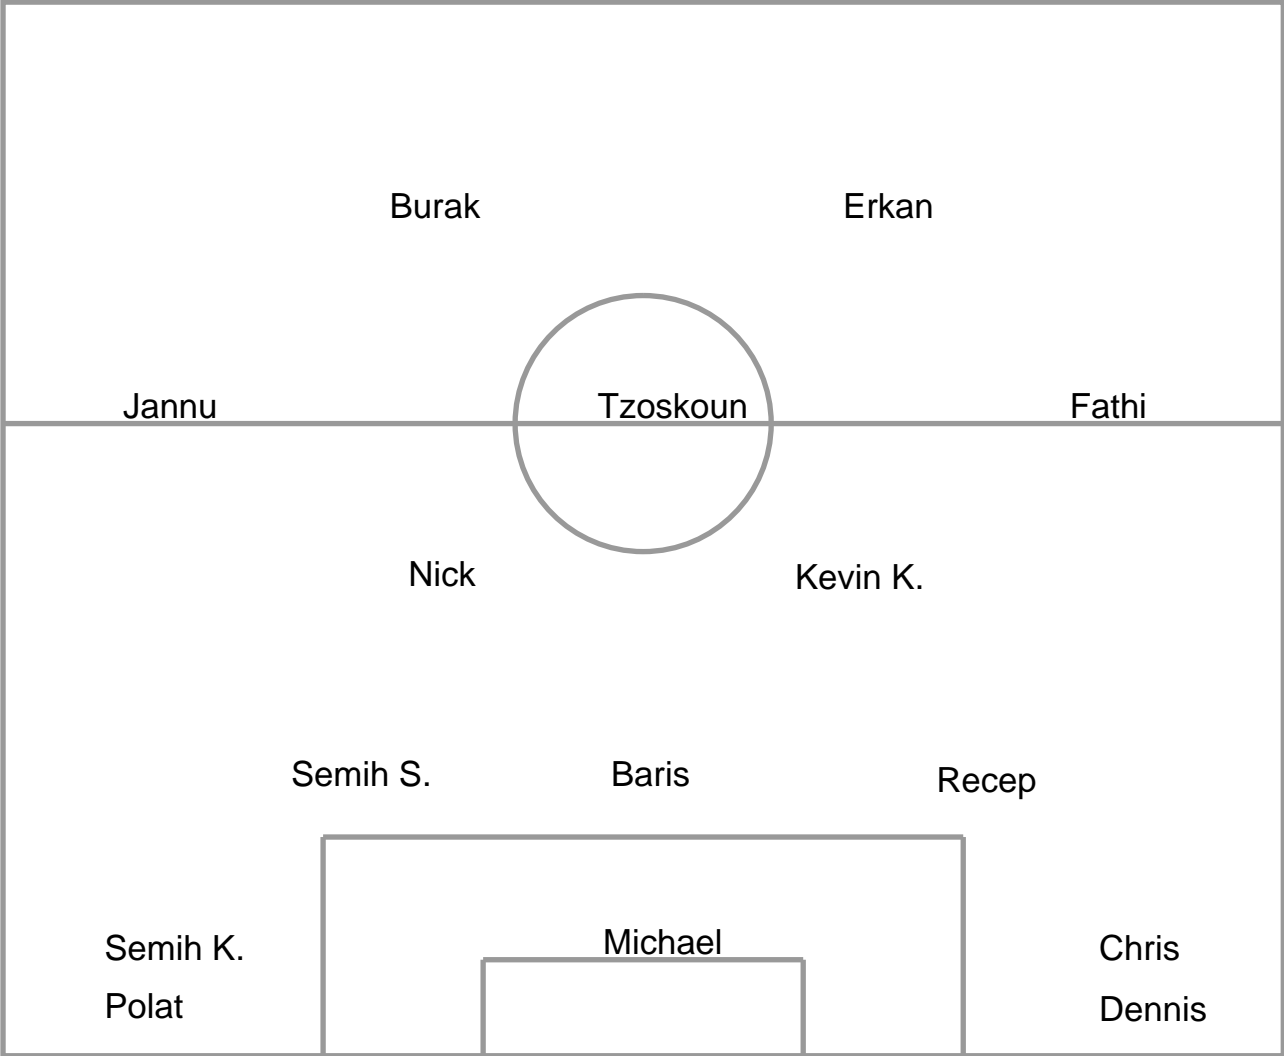 Burak
Erkan
Jannu
Tzoskoun
Fathi
Nick
Kevin K.
Semih S.
Baris
Recep
Semih K.
Michael
Chris
Polat
Dennis